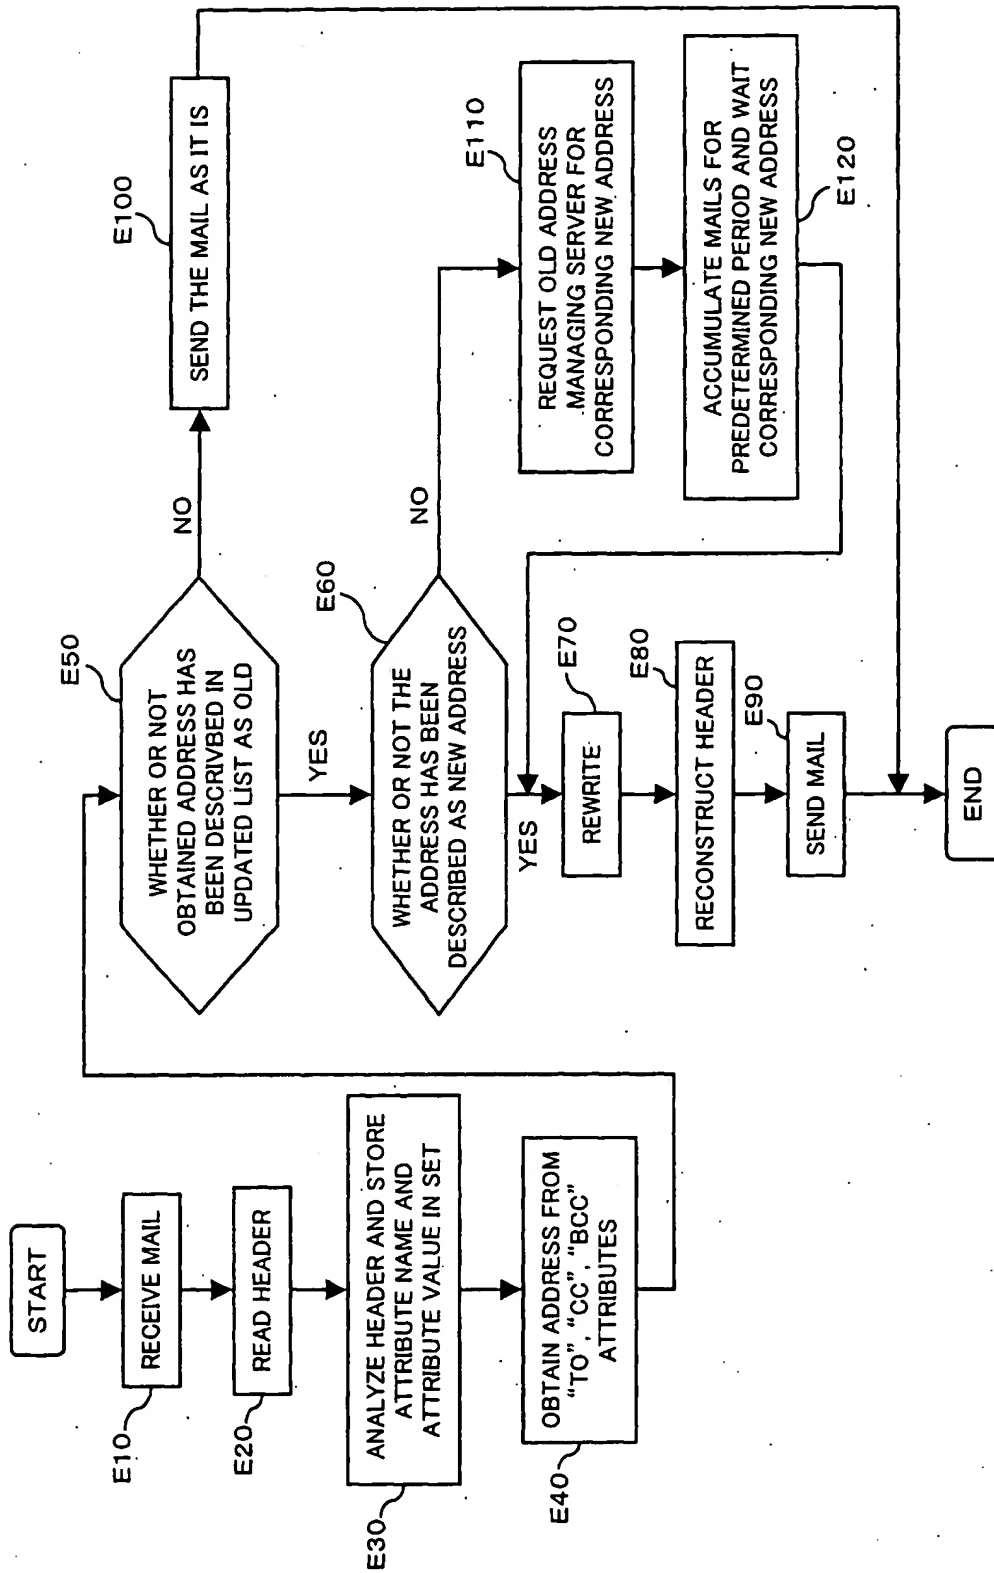 START
E10
RECEIVE MAIL
E20
READ HEADER
E30
ANALYZE HEADER AND STORE
ATTRIBUTE NAME AND
ATTRIBUTE VALUE IN SET
E40
OBTAIN ADDRESS FROM
“TO”, “CC”, “BCC”
ATTRIBUTES
E50
WHETHER OR NOT
OBTAINED ADDRESS HAS
BEEN DESCRIVBED IN
UPDATED LIST AS OLD
NO
YES
E100
SEND THE MAIL AS IT IS
E60
WHETHER OR NOT THE
ADDRESS HAS BEEN
DESCRIBED AS NEW ADDRESS
NO
YES
E110
REQUEST OLD ADDRESS
MANAGING SERVER FOR
CORRESPONDING NEW ADDRESS
ACCUMULATE MAILS FOR
PREDETERMINED PERIOD AND WAIT
CORRESPONDING NEW ADDRESS
E120
E70
REWRITE
E80
RECONSTRUCT HEADER
E90
SEND MAIL
END